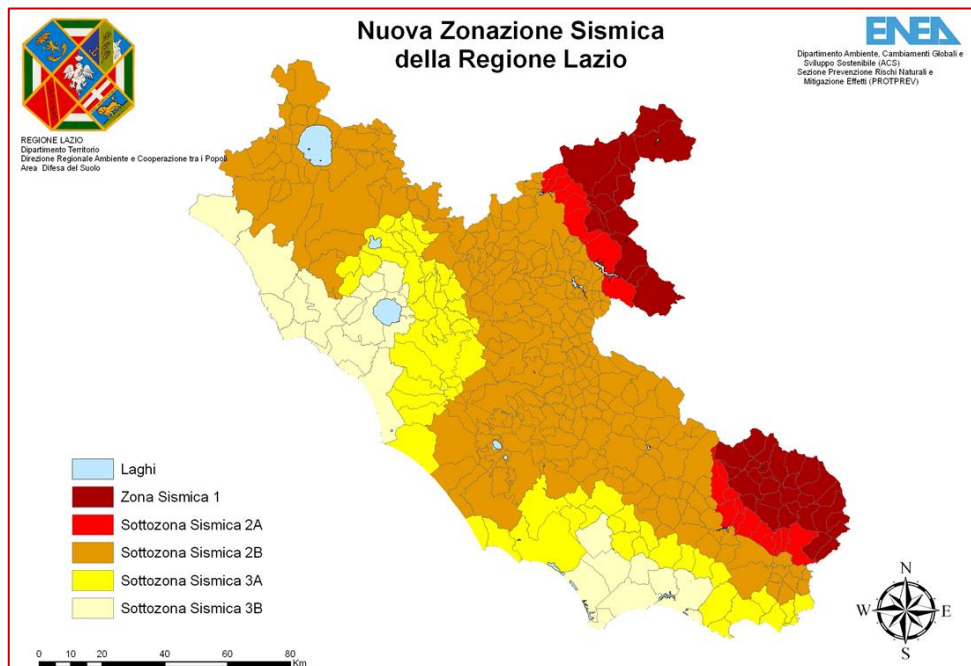 Nuova Zonazione Sismica
della Regione Lazio
ENEA
Dipartimento Ambiente, Cambiamenti Globali e
Sviluppo Sostenibile (ACS)
Sezione Prevenzione Rischi Naturali e
Mitigazione Effetti (PROTPREV)
REGIONE LAZIO
Dipartimento Territorio
Direzione Regionale Ambiente e Cooperazione tra i Popoli
Area Difesa del Suolo
Laghi
Zona Sismica 1
Sottozona Sismica 2A
Sottozona Sismica 2B
Sottozona Sismica 3A
Sottozona Sismica 3B
N
W E
S
0 10 20 40 60 80
Km